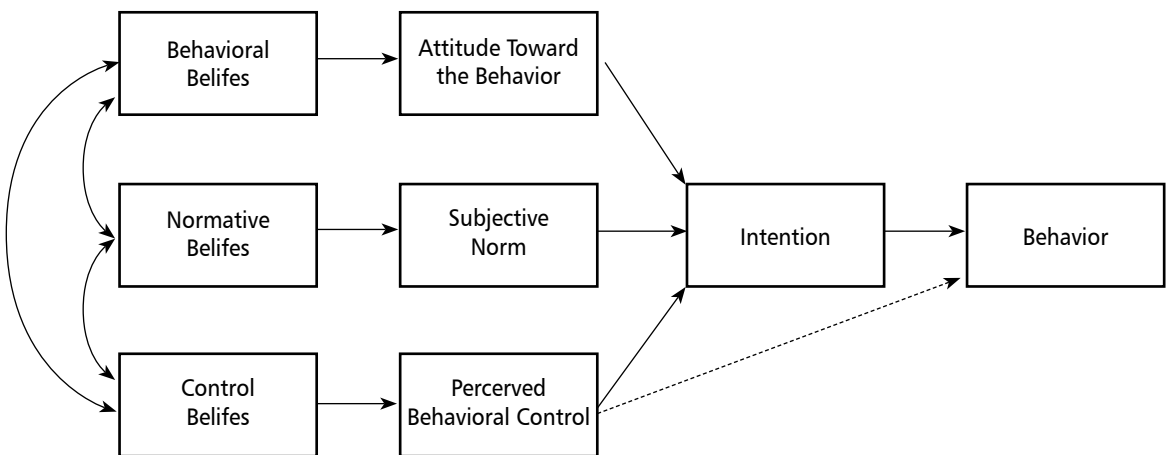 Behavioral
Belifes
Attitude Toward
the Behavior
Normative
Belifes
Subjective
Norm
Intention
Behavior
Control
Belifes
Percerved
Behavioral Control